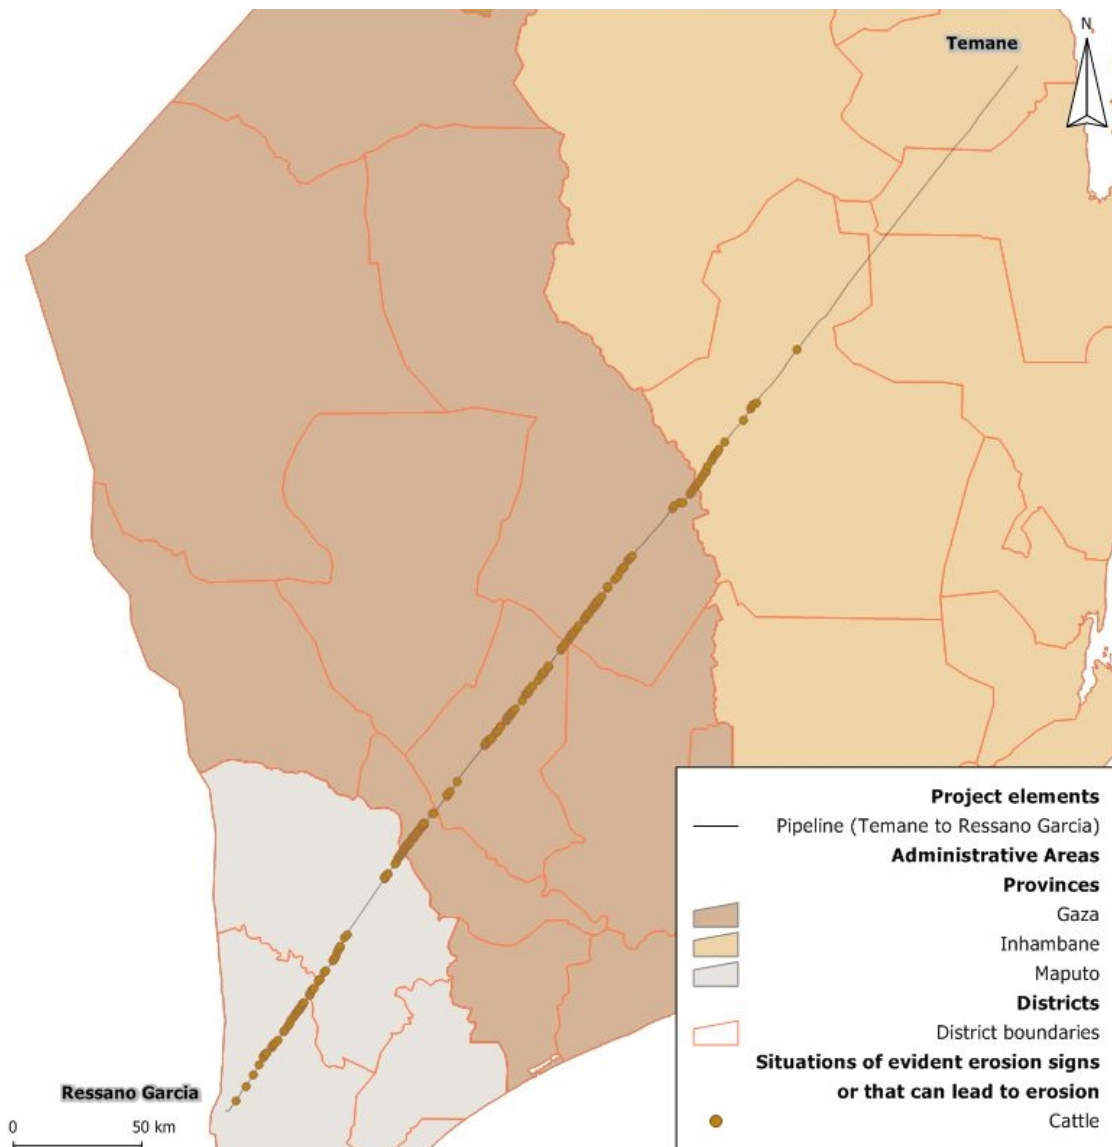 Temane
N
Ressano Garcia
0 50 km
Project elements
Pipeline (Temane to Ressano Garcia)
Administrative Areas
Provinces
Gaza
Inhambane
Maputo
Districts
District boundaries
Situations of evident erosion signs
or that can lead to erosion
Cattle